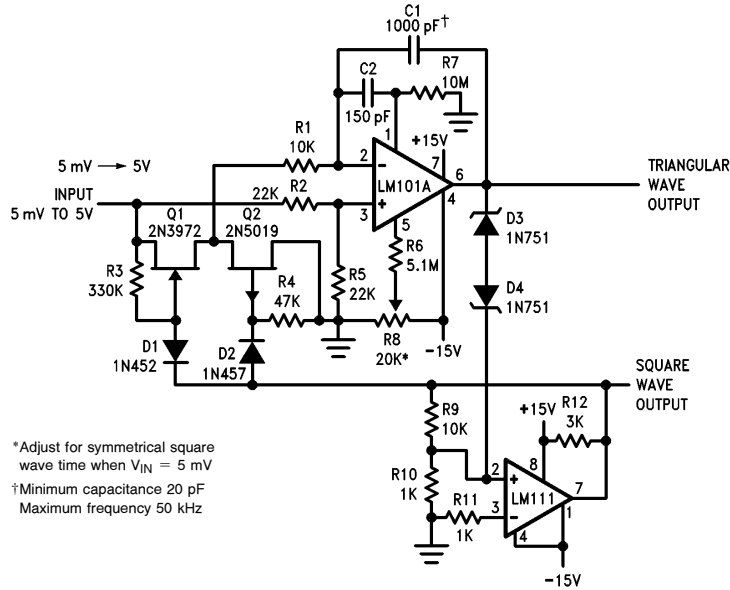 C1
1000 pF†
C2
R7
10M
150 pF
R1
10K
1
+15V
5 mV → 5V
2
−
7
6
LM101A
TRIANGULAR
WAVE
OUTPUT
INPUT
5 mV TO 5V
22K
R2
3
+
4
Q1
2N3972
Q2
2N5019
5
R6
5.1M
D3
1N751
R3
330K
R4
47K
R5
22K
D4
1N751
R8
20K*
−15V
D1
1N452
D2
1N457
SQUARE
WAVE
OUTPUT
R9
10K
+15V
R12
3K
*Adjust for symmetrical square
wave time when VIN = 5 mV
†Minimum capacitance 20 pF
Maximum frequency 50 kHz
R10
1K
R11
1K
2
+
8
LM111
7
3
−
4
1
−15V